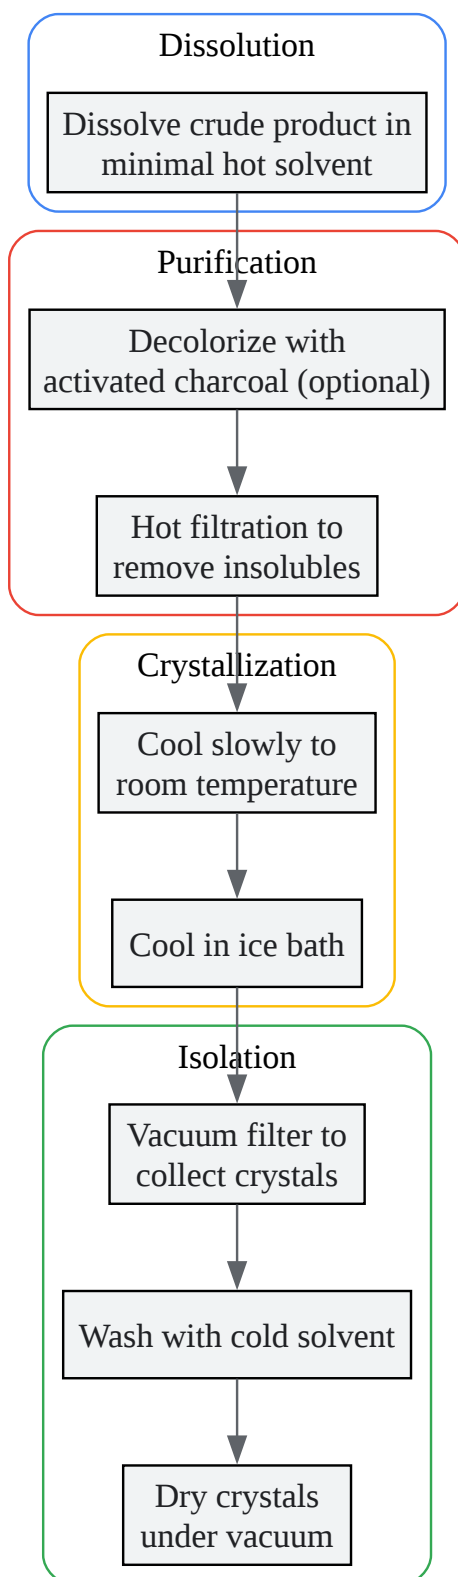 Dissolution
Dissolve crude product in
minimal hot solvent
Purification
Decolorize with
activated charcoal (optional)
Hot filtration to
remove insolubles
Crystallization
Cool slowly to
room temperature
Cool in ice bath
Isolation
Vacuum filter to
collect crystals
Wash with cold solvent
Dry crystals
under vacuum